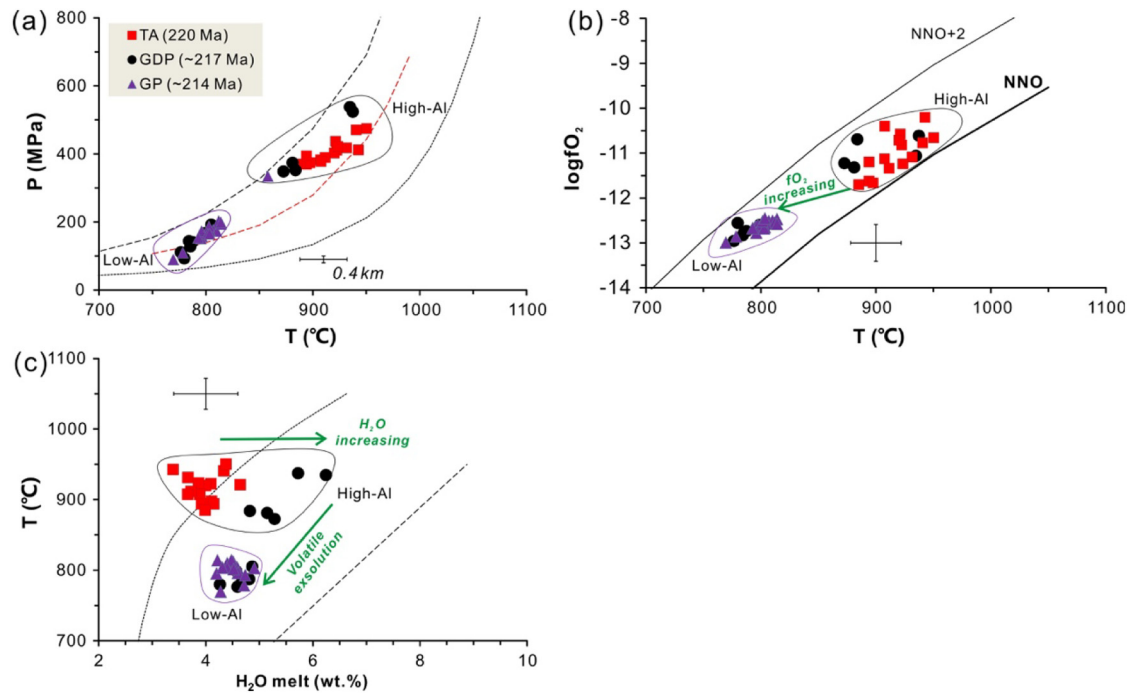 (a)
800
600
400
200
0
P (MPa)
TA (220 Ma)
GDP (~217 Ma)
GP (~214 Ma)
High-Al
Low-Al
0.4 km
700
800
900
1000
1100
T (℃)
(b)
-8
-9
-10
-11
-12
-13
-14
logfO₂
NNO+2
NNO
High-Al
fO₂
increasing
Low-Al
700
800
900
1000
1100
T (℃)
(c)
1100
1000
900
800
700
T (℃)
H₂O
increasing
High-Al
Volatile
exsolution
Low-Al
2
4
6
8
10
H₂O melt (wt.%)